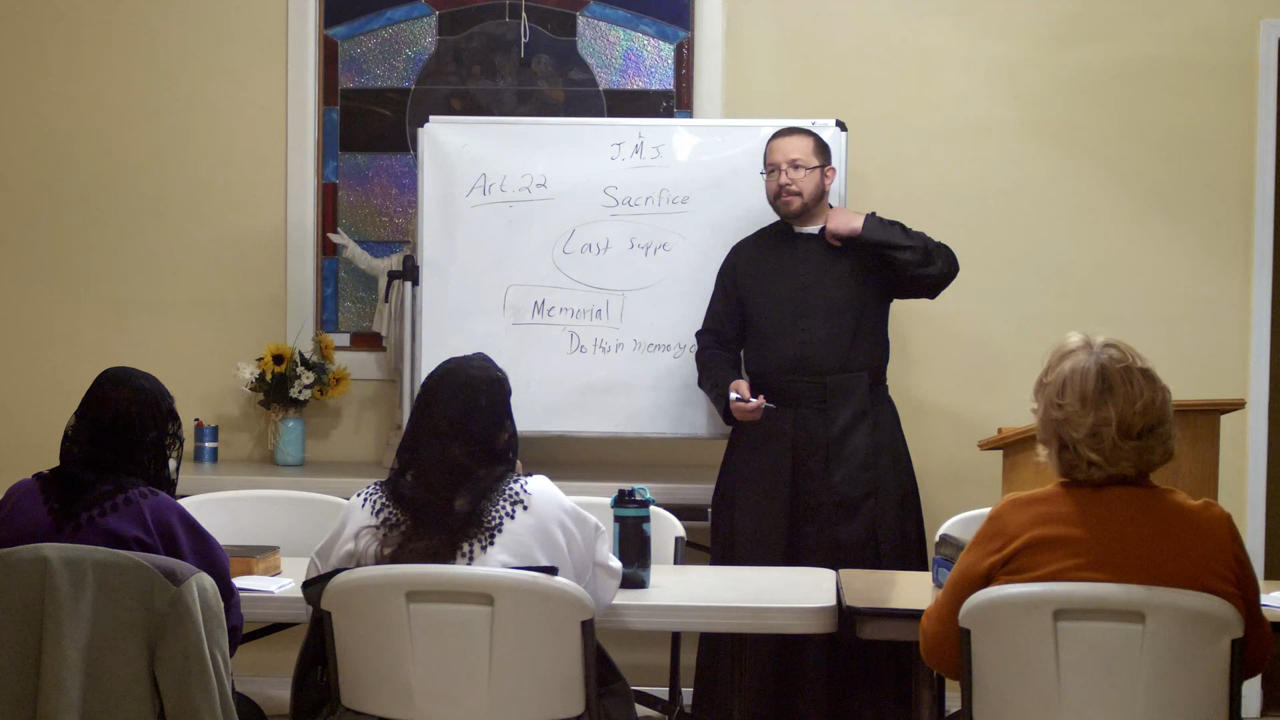 J.M.J.
Art.22
Sacrifice
Last Suppe
Memorial
Do this in memory o